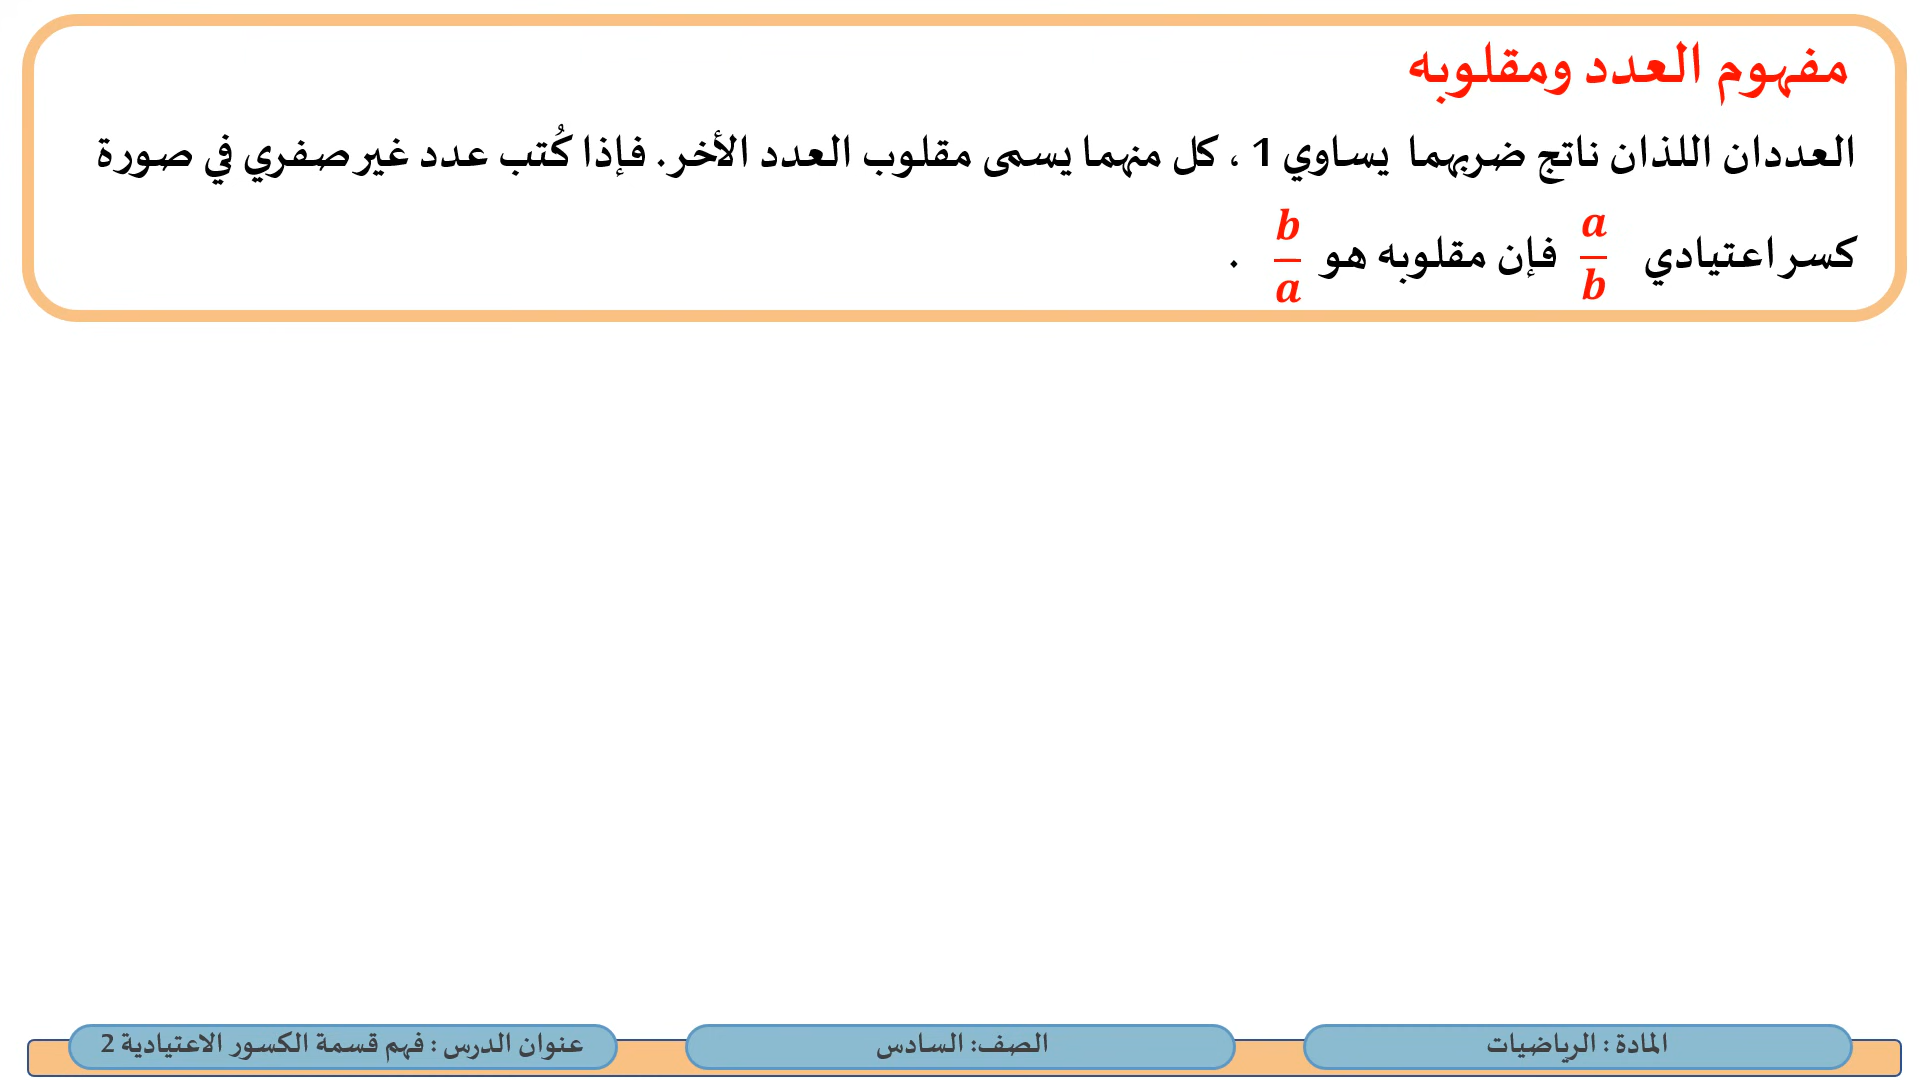 مفهوم العدد ومقلوبه
العددان اللذان ناتج ضربهما يساوي 1 ، كل منهما يسمى مقلوب العدد الأخر. فإذا كُتب عدد غير صفري في صورة
كسر اعتيادي a/b فإن مقلوبه هو b/a .
المادة : الرياضيات
الصف: السادس
عنوان الدرس : فهم قسمة الكسور الاعتيادية 2